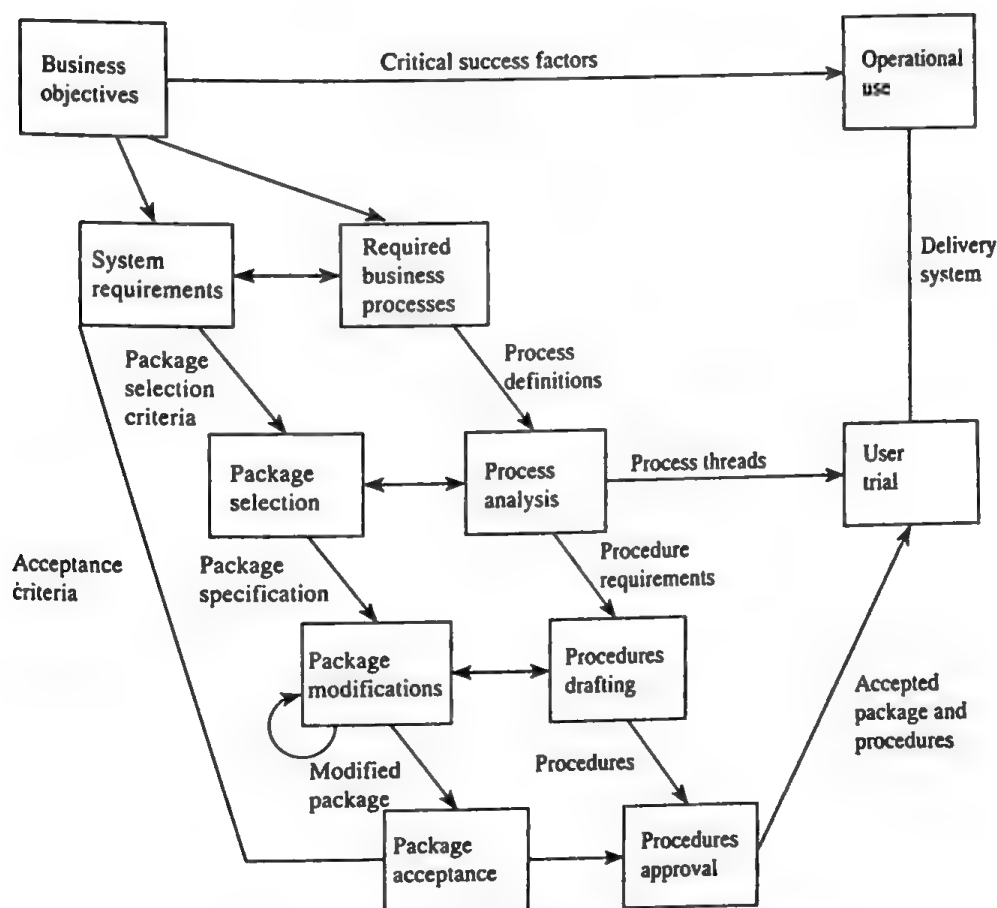 Business
objectives
Critical success factors
Operational
use
System
requirements
Required
business
processes
Delivery
system
Package
selection
criteria
Process
definitions
Package
selection
Process
analysis
Process threads
User
trial
Acceptance
criteria
Package
specification
Procedure
requirements
Package
modifications
Procedures
drafting
Accepted
package and
procedures
Modified
package
Procedures
Package
acceptance
Procedures
approval